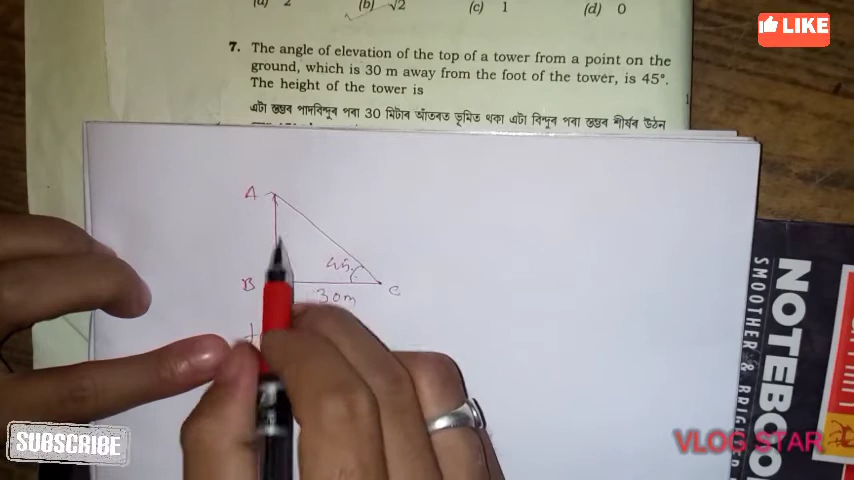 (a) 2 (b) √2 (c) 1 (d) 0
LIKE
7. The angle of elevation of the top of a tower from a point on the
ground, which is 30 m away from the foot of the tower, is 45°.
The height of the tower is
এটা স্তম্ভৰ পাদবিন্দুৰ পৰা 30 মিটাৰ আঁতৰত ভূমিত থকা এটা বিন্দুৰ পৰা স্তম্ভৰ শীৰ্ষৰ উঠন
A
45°
B
C
30m
SMOOTHER & BRIGH
NOTEBOO
SUBSCRIBE
VLOG STAR